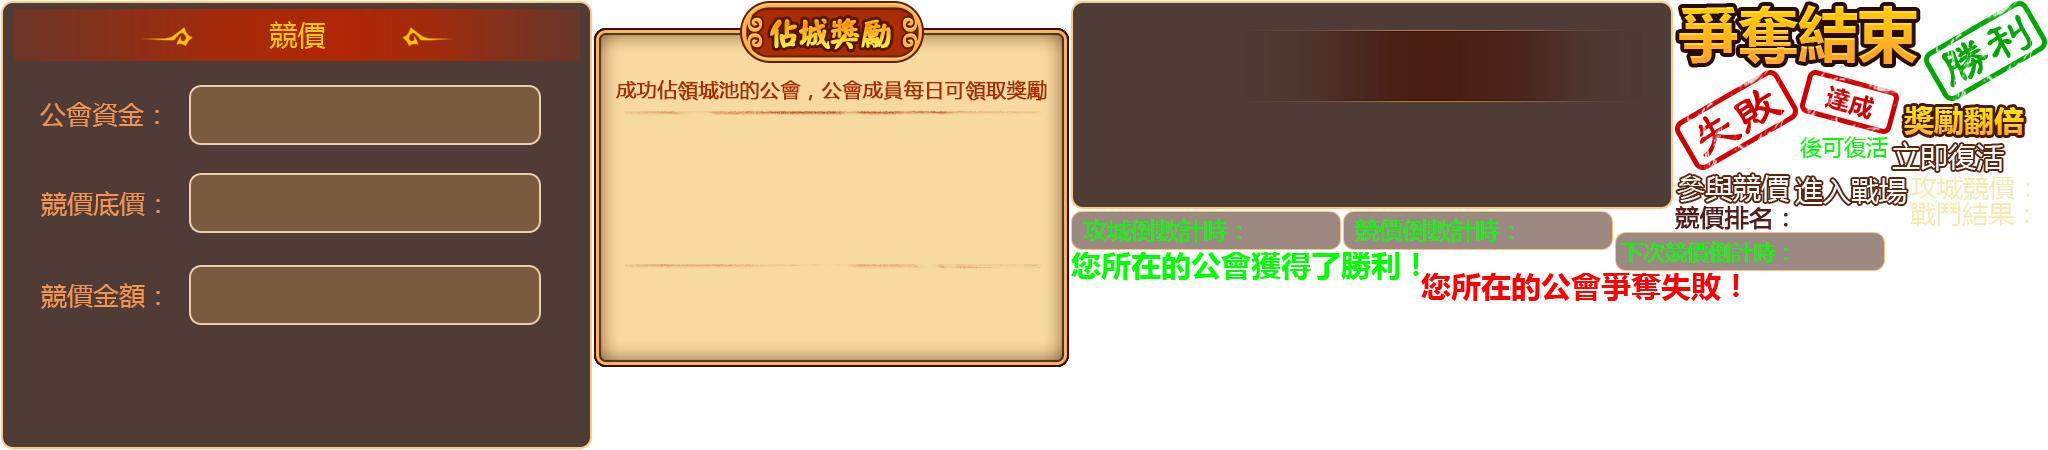 競價
公會資金：
競價底價：
競價金額：
佔城獎勵
成功佔領城池的公會，公會成員每日可領取獎勵
爭奪結束
勝利
失敗
達成
獎勵翻倍
後可復活
立即復活
參與競價
進入戰場
攻城競價：
戰鬥結果：
競價排名：
攻城倒數計時：
競價倒數計時：
下次競價倒計時：
您所在的公會獲得了勝利！
您所在的公會爭奪失敗！